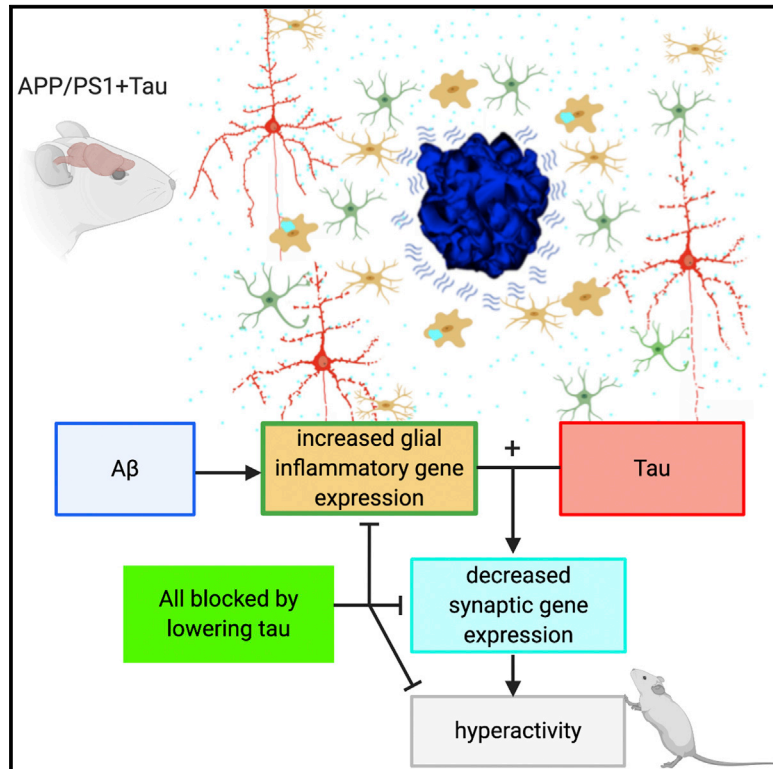 APP/PS1+Tau
Aβ
increased glial
inflammatory gene
expression
+
Tau
All blocked by
lowering tau
decreased
synaptic gene
expression
hyperactivity